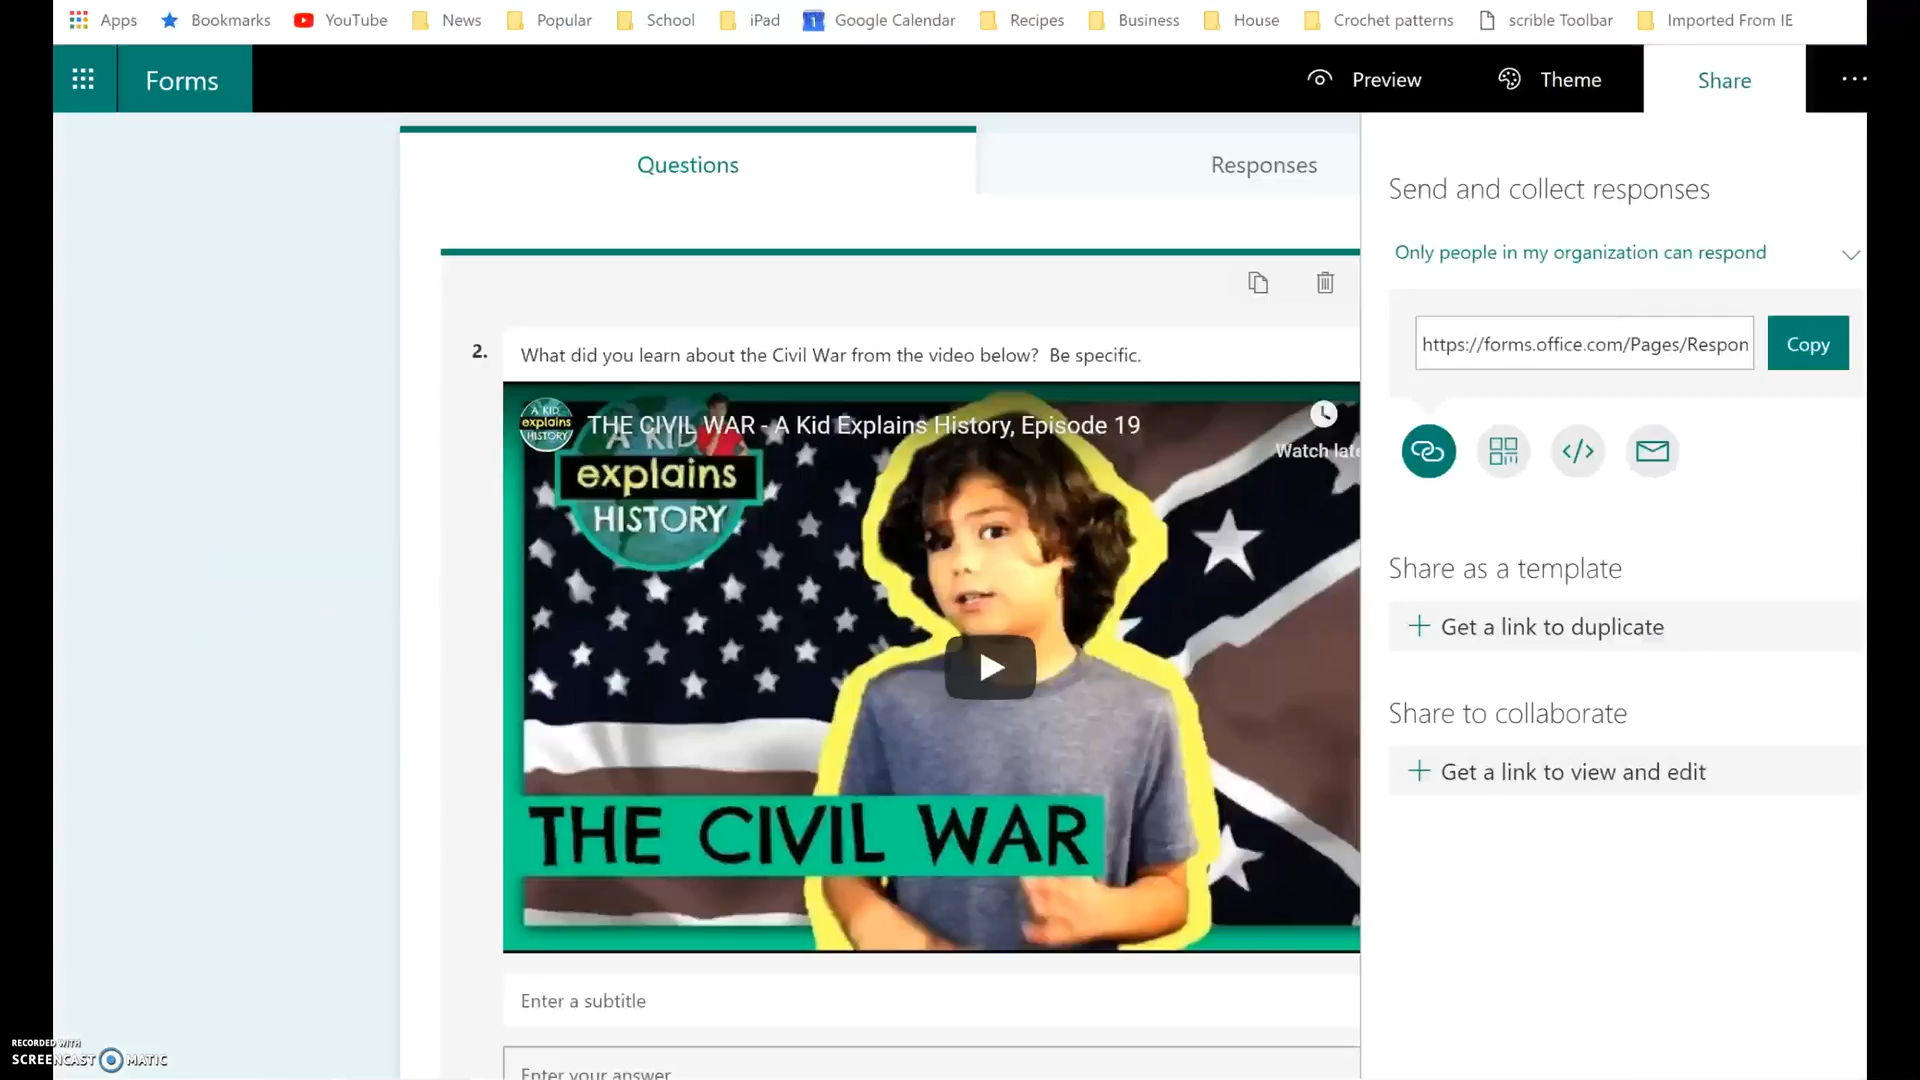 Apps Bookmarks YouTube News Popular School iPad Google Calendar Recipes Business House Crochet patterns scrible Toolbar Imported From IE
Forms Preview Theme Share ...
Questions Responses
Send and collect responses
Only people in my organization can respond
https://forms.office.com/Pages/Respon Copy
2. What did you learn about the Civil War from the video below? Be specific.
A KID explains HISTORY
THE CIVIL WAR - A Kid Explains History, Episode 19
Watch late
A KID
explains
HISTORY
Share as a template
+ Get a link to duplicate
Share to collaborate
+ Get a link to view and edit
THE CIVIL WAR
Enter a subtitle
Enter your answer
RECORDED WITH
SCREENCAST MATIC